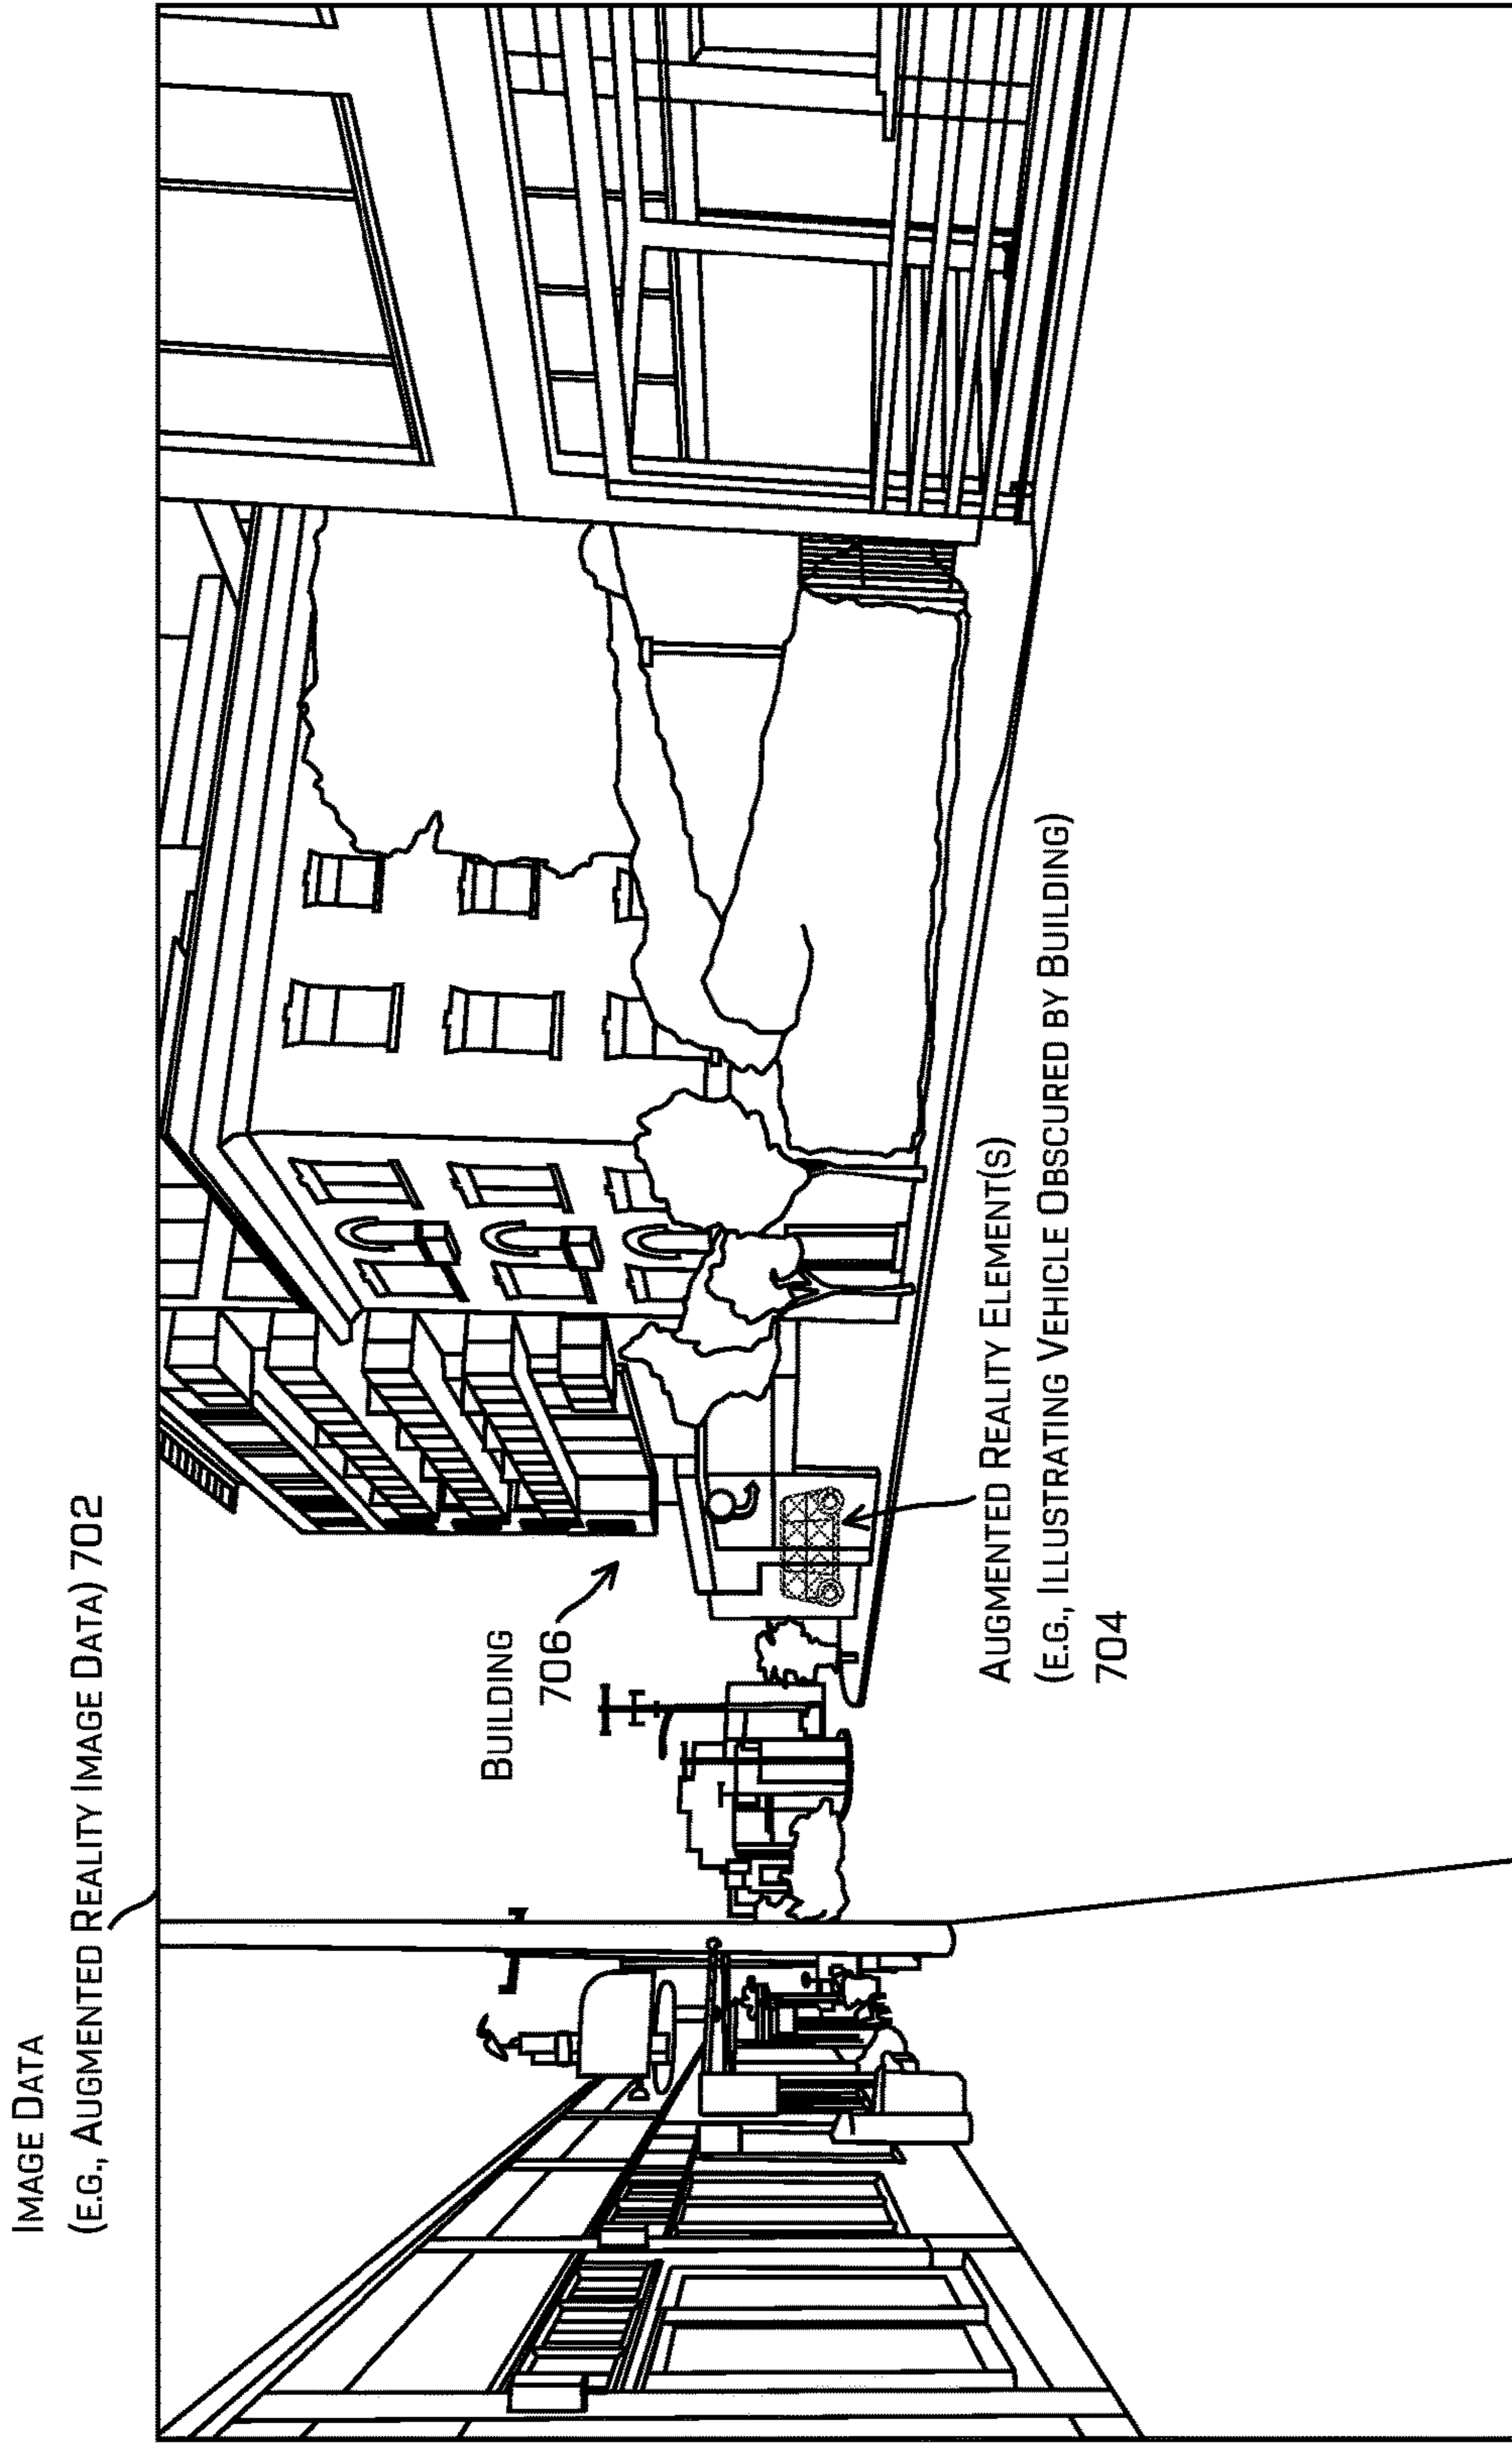 IMAGE DATA
(E.G., AUGMENTED REALITY IMAGE DATA) 702
BUILDING
706
AUGMENTED REALITY ELEMENT(S)
(E.G., ILLUSTRATING VEHICLE OBSCURED BY BUILDING)
704